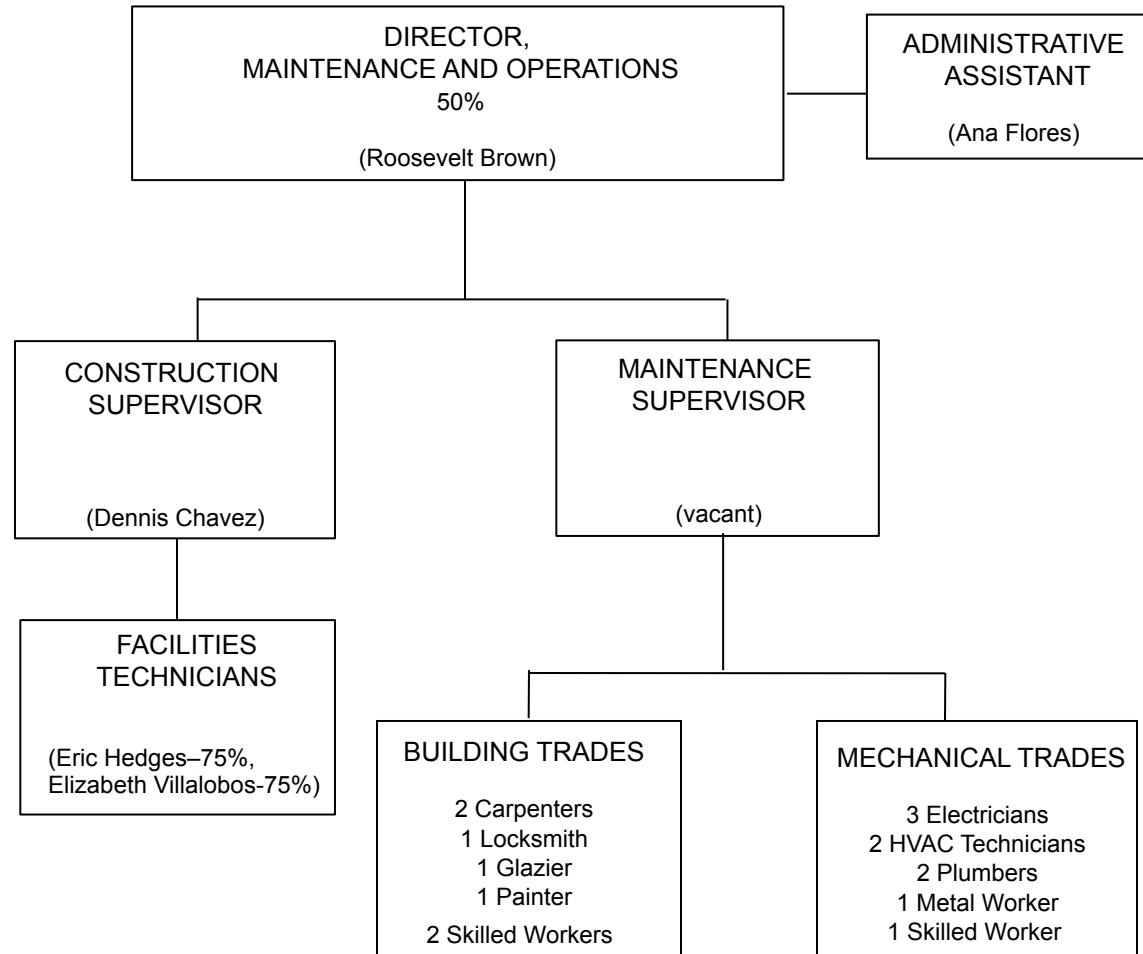 DIRECTOR,
MAINTENANCE AND OPERATIONS
50%
(Roosevelt Brown)
ADMINISTRATIVE
ASSISTANT
(Ana Flores)
CONSTRUCTION
SUPERVISOR
(Dennis Chavez)
MAINTENANCE
SUPERVISOR
(vacant)
FACILITIES
TECHNICIANS
(Eric Hedges–75%,
Elizabeth Villalobos-75%)
BUILDING TRADES
2 Carpenters
1 Locksmith
1 Glazier
1 Painter
2 Skilled Workers
MECHANICAL TRADES
3 Electricians
2 HVAC Technicians
2 Plumbers
1 Metal Worker
1 Skilled Worker